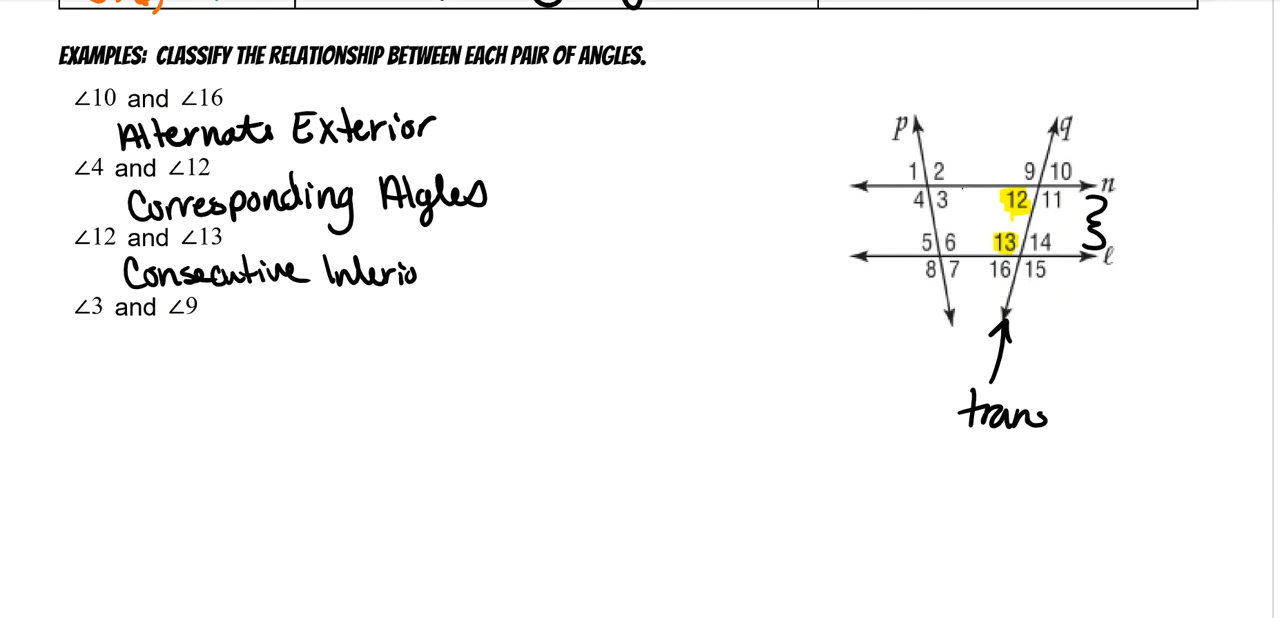 EXAMPLES: CLASSIFY THE RELATIONSHIP BETWEEN EACH PAIR OF ANGLES.
∠10 and ∠16
Alternate Exterior
∠4 and ∠12
Corresponding Algles
∠12 and ∠13
Consecutive Interio
∠3 and ∠9
p q
1 2 9 10 n
4 3 12 11
5 6 13 14
ℓ
8 7 16 15
trans